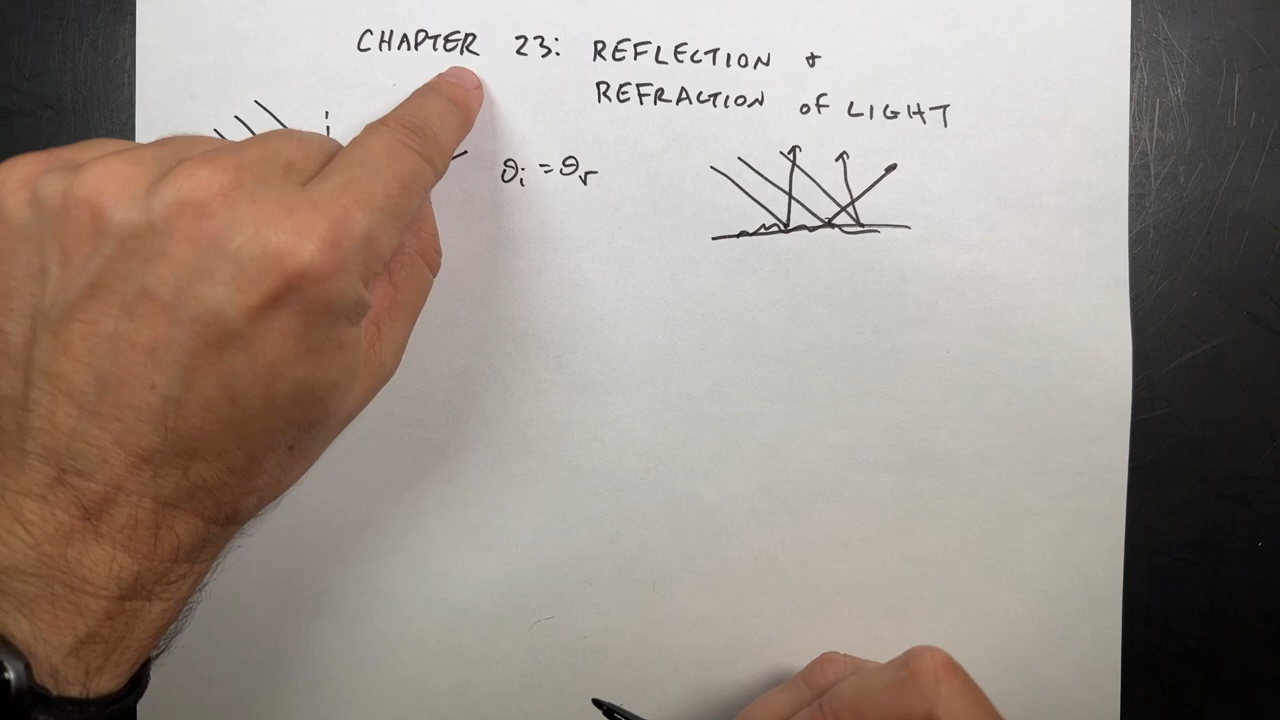 CHAPTER 23: REFLECTION &
REFRACTION of LIGHT
θi = θr